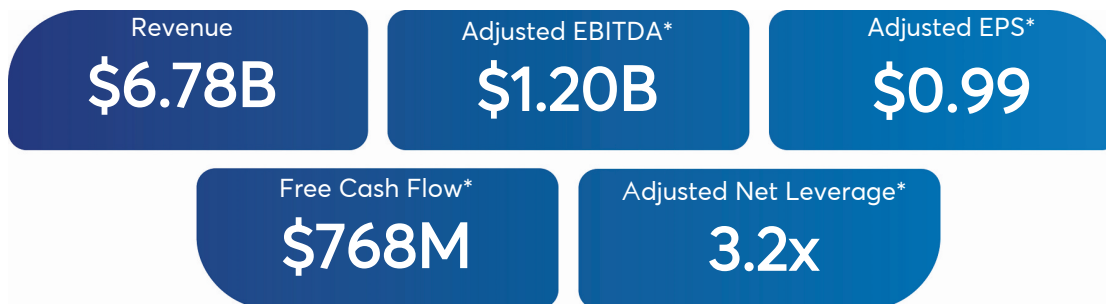 Revenue
$6.78B
Adjusted EBITDA*
$1.20B
Adjusted EPS*
$0.99
Free Cash Flow*
$768M
Adjusted Net Leverage*
3.2x